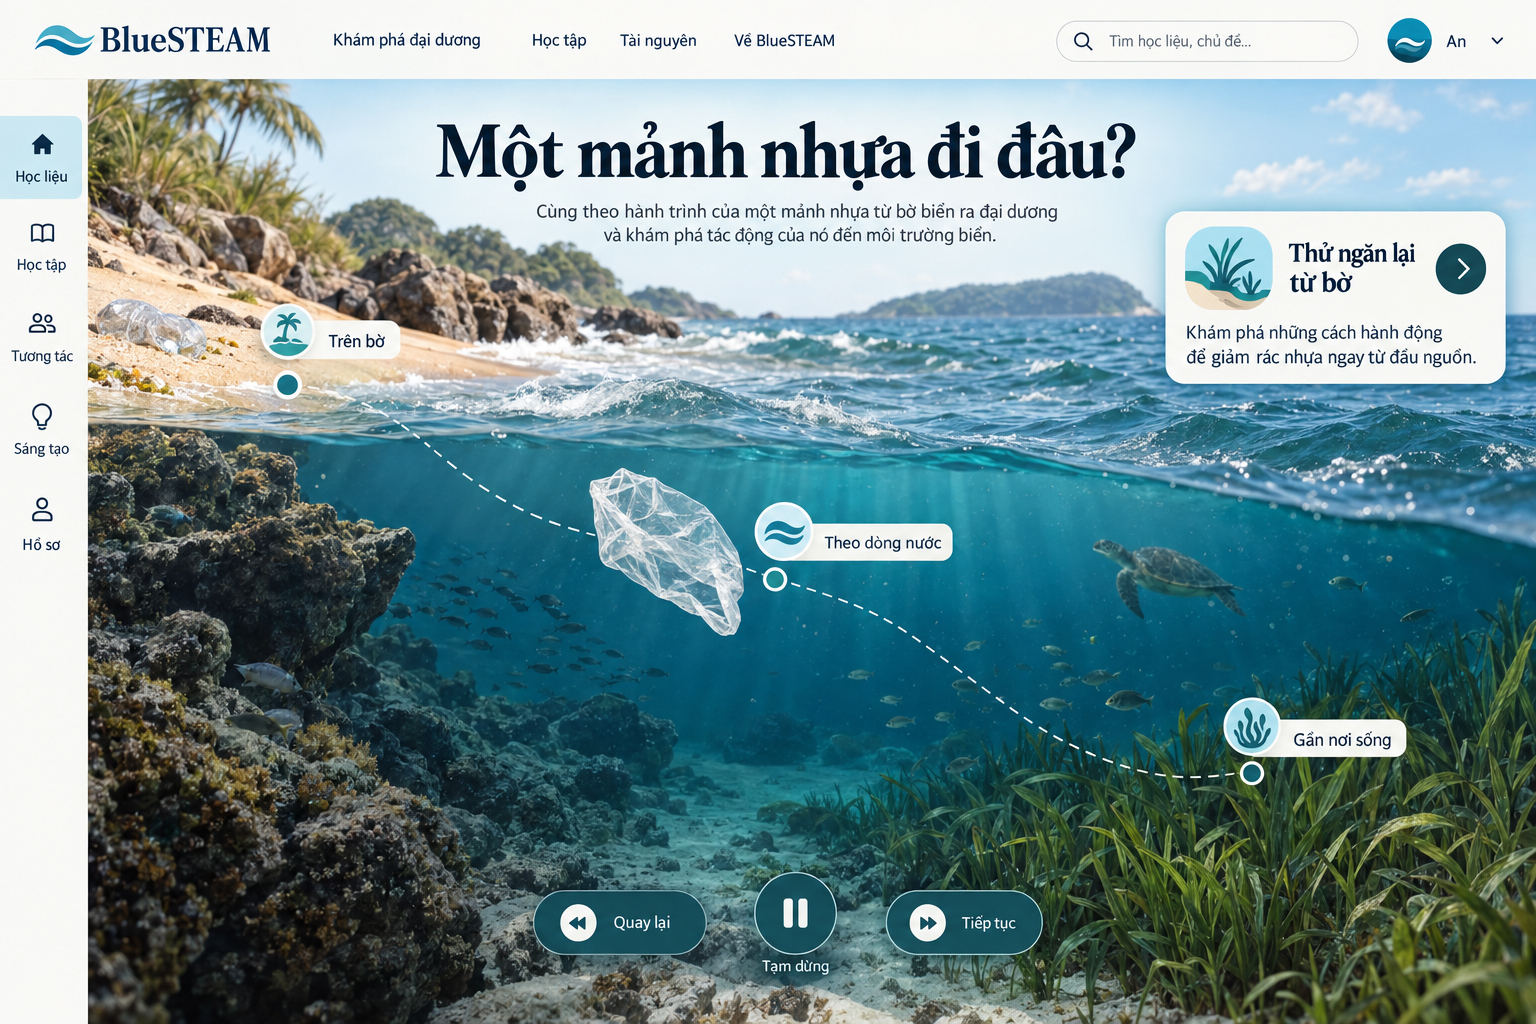 BlueSTEAM
Khám phá đại dương
Học tập
Tài nguyên
Về BlueSTEAM
Tìm học liệu, chủ đề...
An
Học liệu
Học tập
Tương tác
Sáng tạo
Hồ sơ
Một mảnh nhựa đi đâu?
Cùng theo hành trình của một mảnh nhựa từ bờ biển ra đại dương
và khám phá tác động của nó đến môi trường biển.
Thử ngăn lại
từ bờ
Khám phá những cách hành động
để giảm rác nhựa ngay từ đầu nguồn.
Trên bờ
Theo dòng nước
Gần nơi sống
Quay lại
Tạm dừng
Tiếp tục